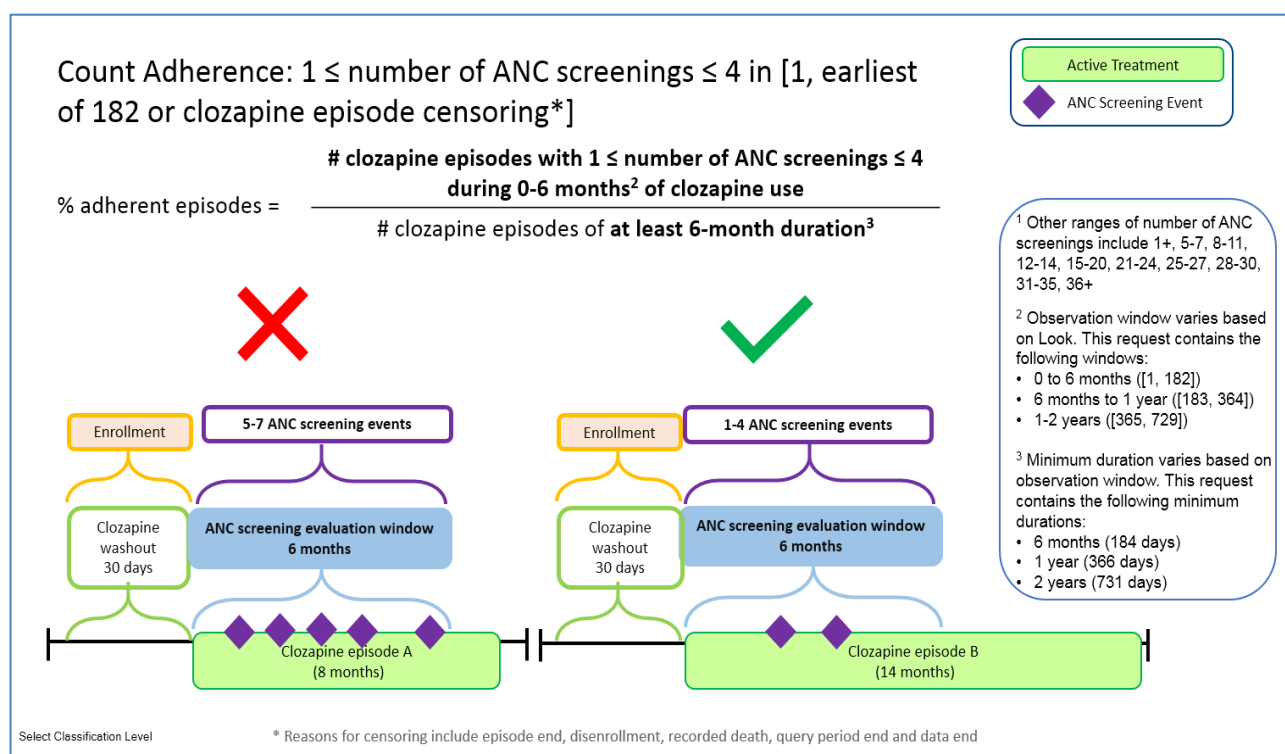 Count Adherence: 1 ≤ number of ANC screenings ≤ 4 in [1, earliest
of 182 or clozapine episode censoring*]
Active Treatment
ANC Screening Event
% adherent episodes =
# clozapine episodes with 1 ≤ number of ANC screenings ≤ 4
during 0-6 months² of clozapine use
# clozapine episodes of at least 6-month duration³
¹ Other ranges of number of ANC
screenings include 1+, 5-7, 8-11,
12-14, 15-20, 21-24, 25-27, 28-30,
31-35, 36+
² Observation window varies based
on Look. This request contains the
following windows:
• 0 to 6 months ([1, 182])
• 6 months to 1 year ([183, 364])
• 1-2 years ([365, 729])
³ Minimum duration varies based on
observation window. This request
contains the following minimum
durations:
• 6 months (184 days)
• 1 year (366 days)
• 2 years (731 days)
Enrollment
5-7 ANC screening events
Clozapine
washout
30 days
ANC screening evaluation window
6 months
Clozapine episode A
(8 months)
Enrollment
1-4 ANC screening events
Clozapine
washout
30 days
ANC screening evaluation window
6 months
Clozapine episode B
(14 months)
Select Classification Level
* Reasons for censoring include episode end, disenrollment, recorded death, query period end and data end